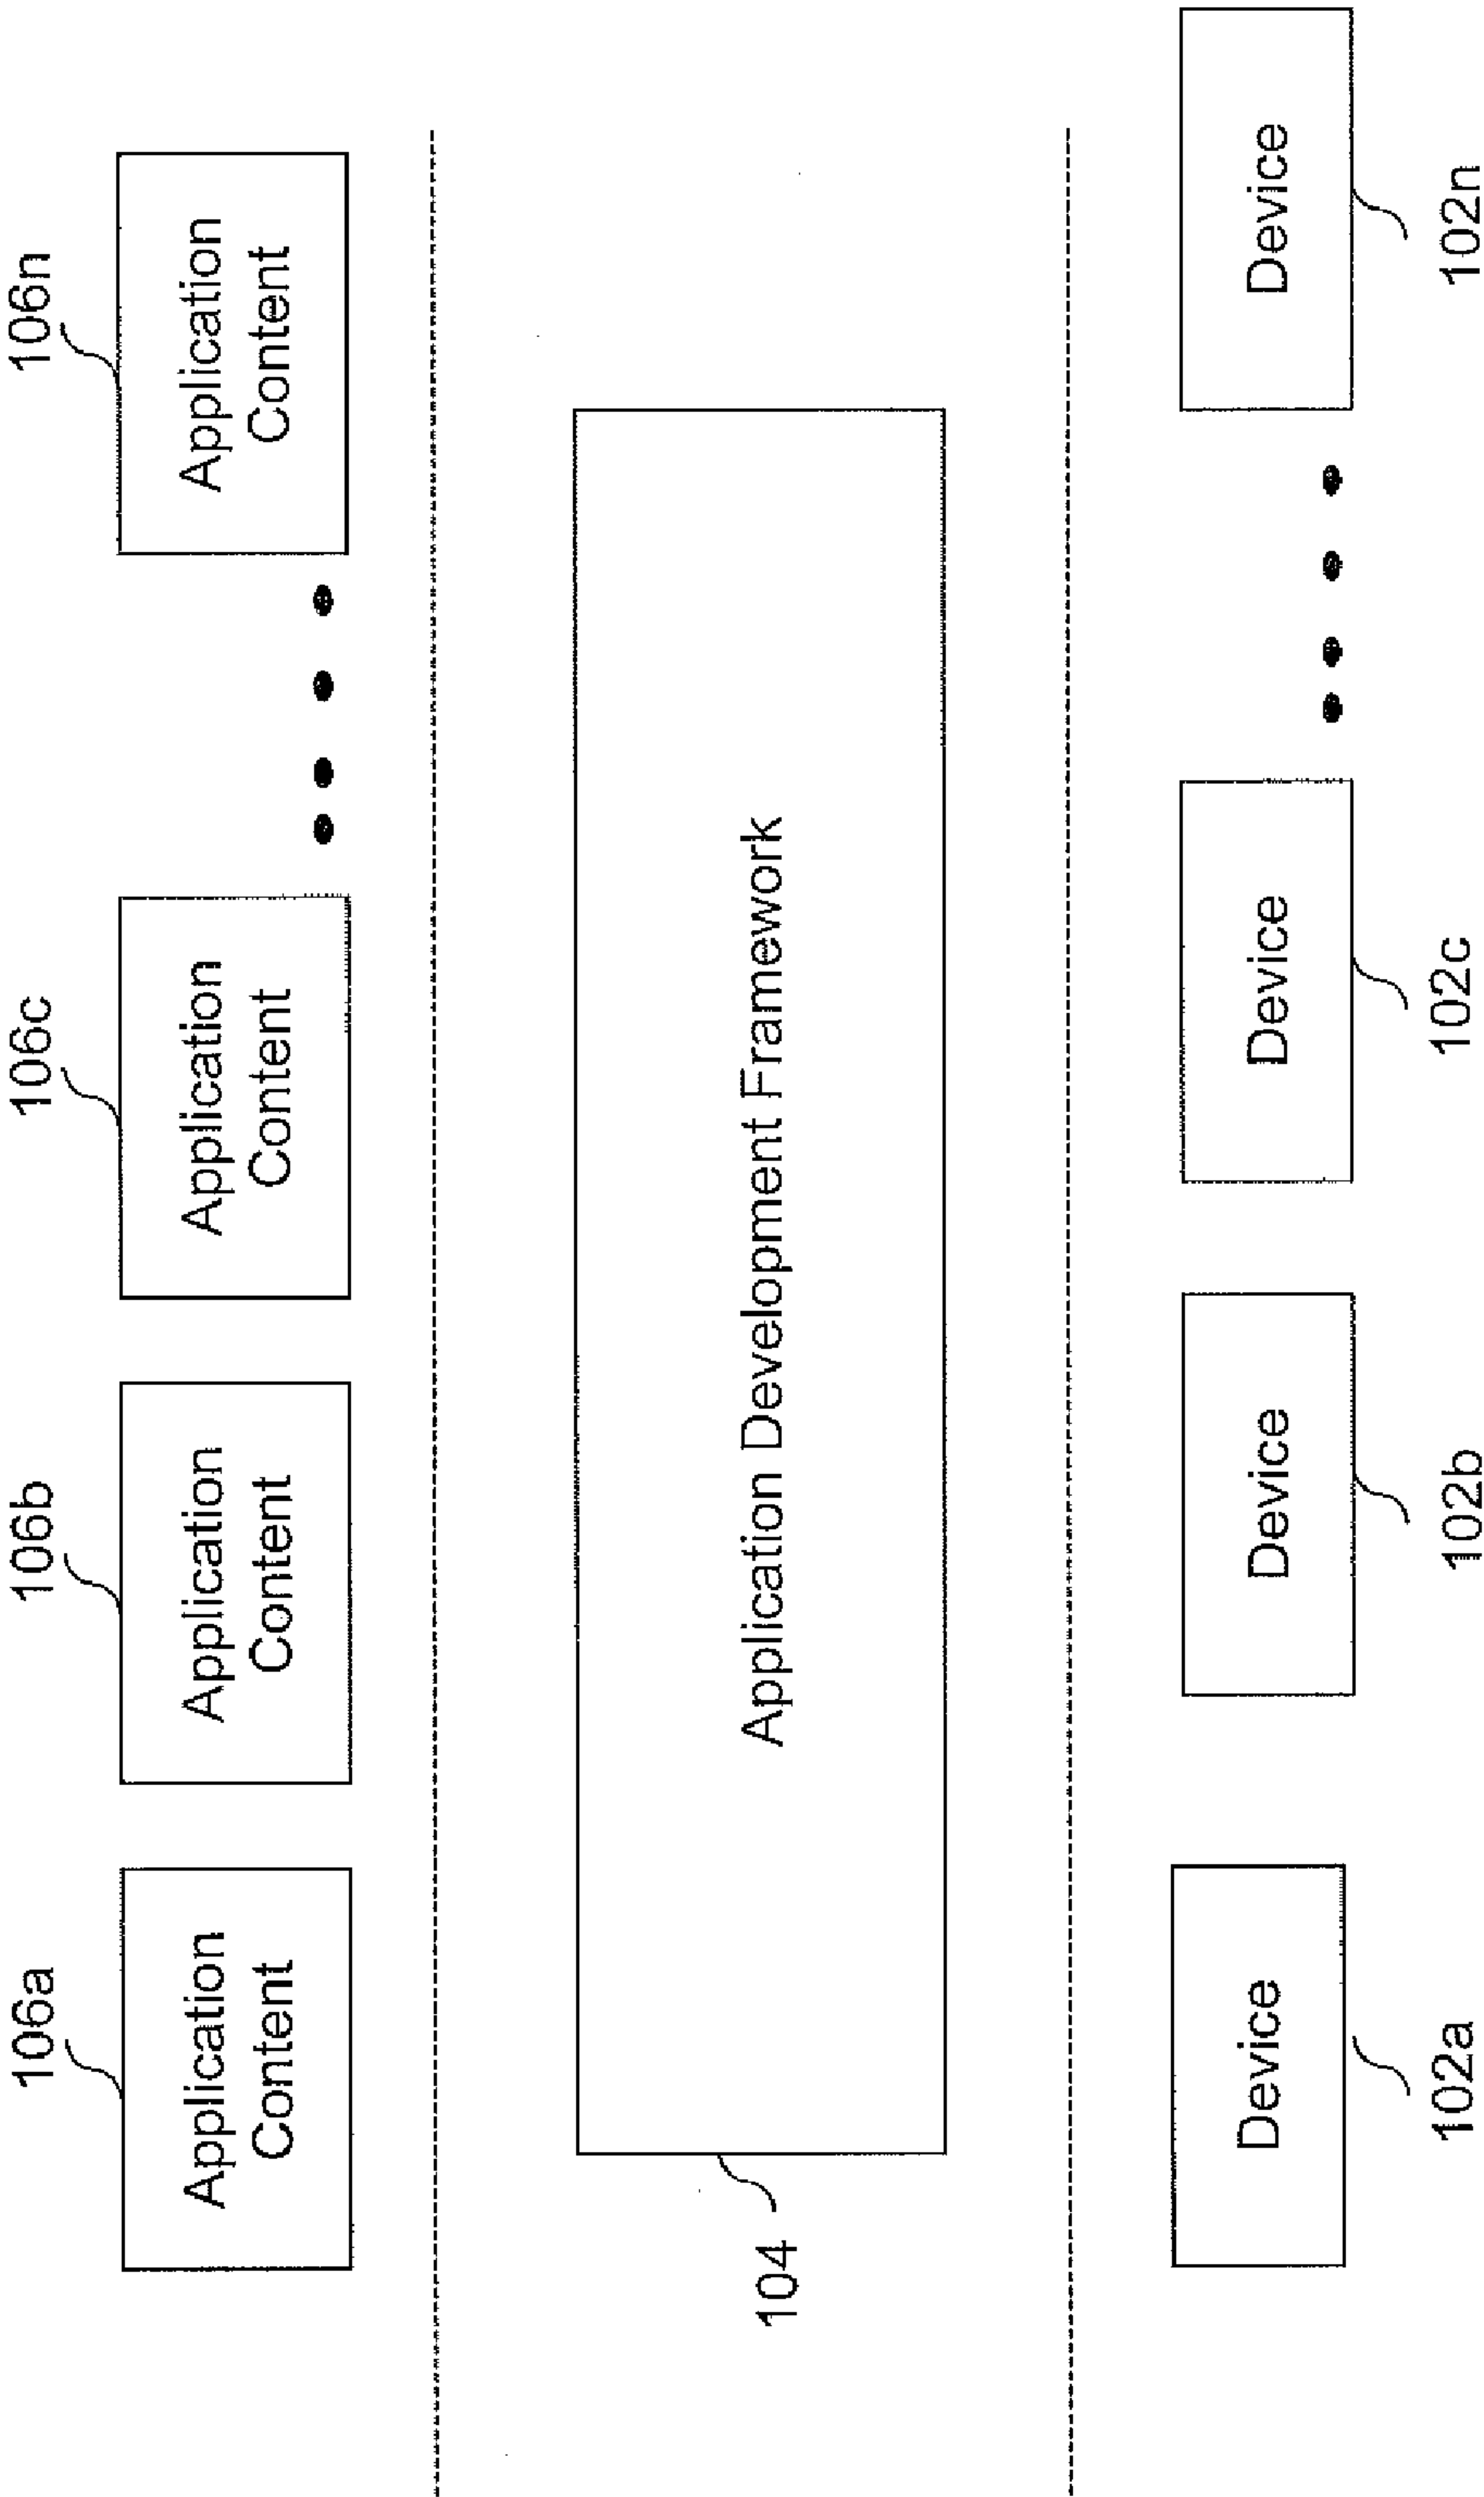 106a
106b
106c
106n
Application
Content
Application
Content
Application
Content
Application
Content
104
Application Development Framework
Device
Device
Device
Device
102a
102b
102c
102n